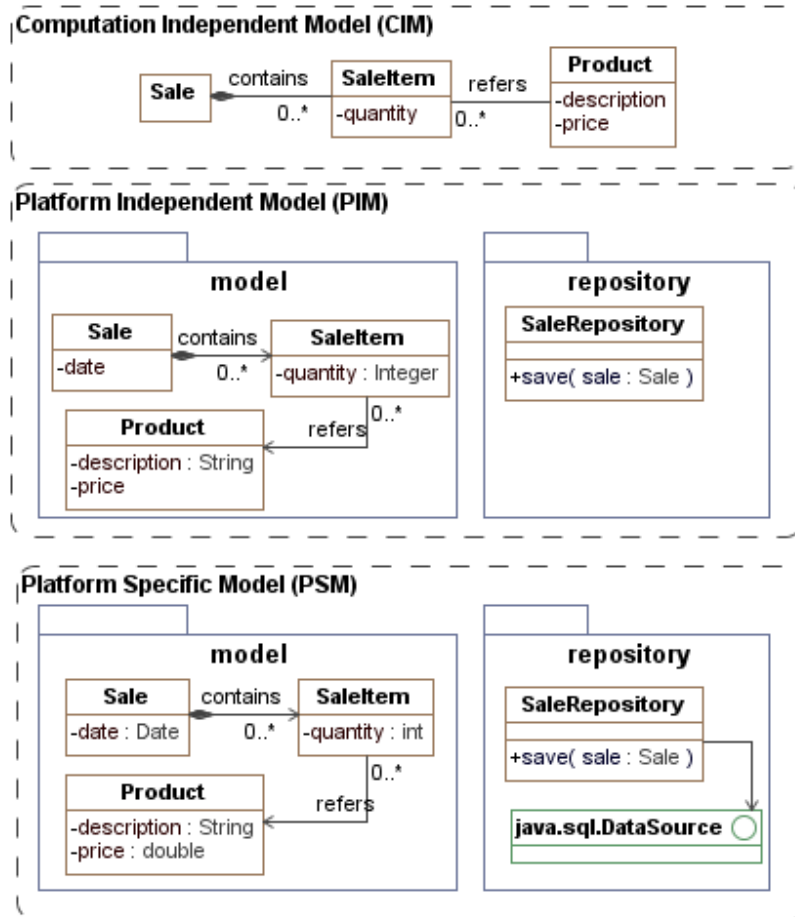 Computation Independent Model (CIM)
Sale
contains
0..*
SaleItem
-quantity
refers
0..*
Product
-description
-price
Platform Independent Model (PIM)
model
Sale
-date
contains
0..*
SaleItem
-quantity : Integer
0..*
refers
Product
-description : String
-price
repository
SaleRepository
+save( sale : Sale )
Platform Specific Model (PSM)
model
Sale
-date : Date
contains
0..*
SaleItem
-quantity : int
0..*
refers
Product
-description : String
-price : double
repository
SaleRepository
+save( sale : Sale )
java.sql.DataSource